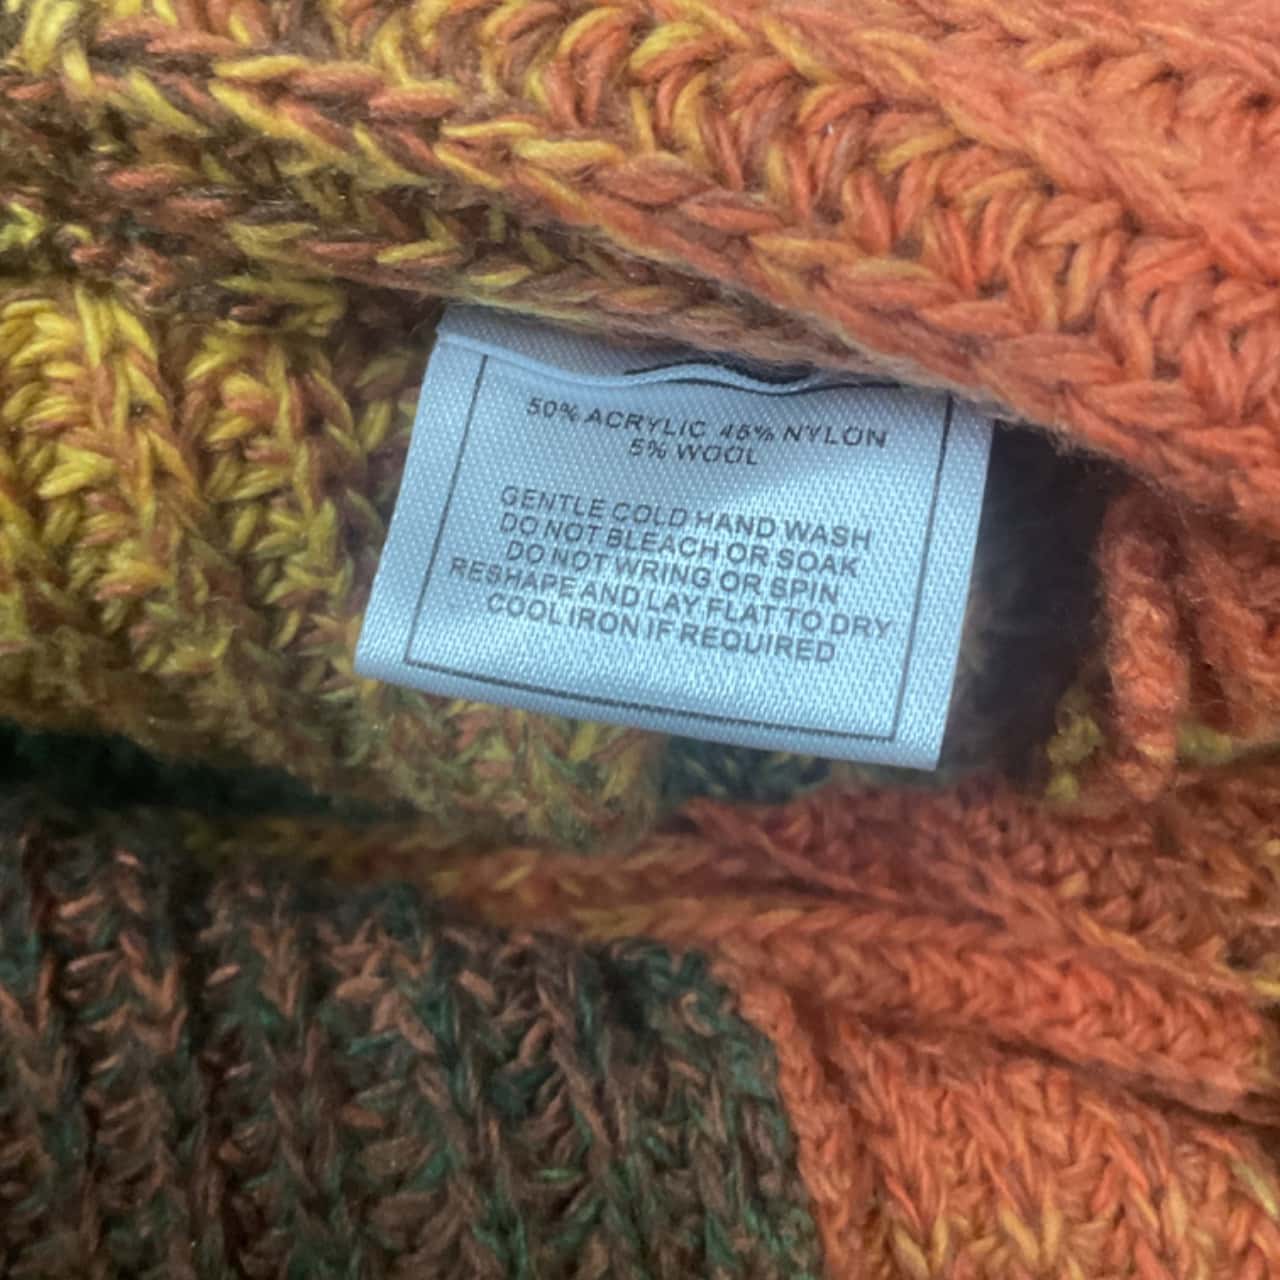 50% ACRYLIC 45% NYLON
5% WOOL
GENTLE COLD HAND WASH
DO NOT BLEACH OR SOAK
DO NOT WRING OR SPIN
RESHAPE AND LAY FLAT TO DRY
COOL IRON IF REQUIRED